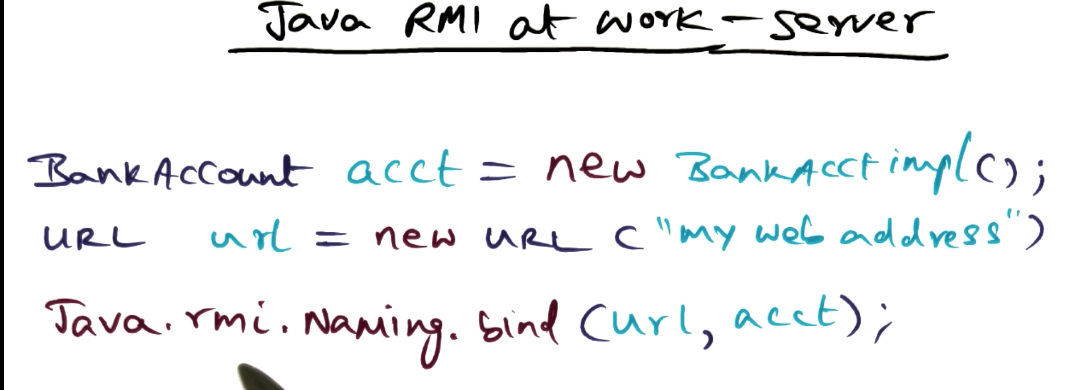 Java RMI at work - server
BankAccount acct = new BankAcctimpl();
URL url = new URL ("my web address")
Java.rmi.Naming.bind (url, acct);